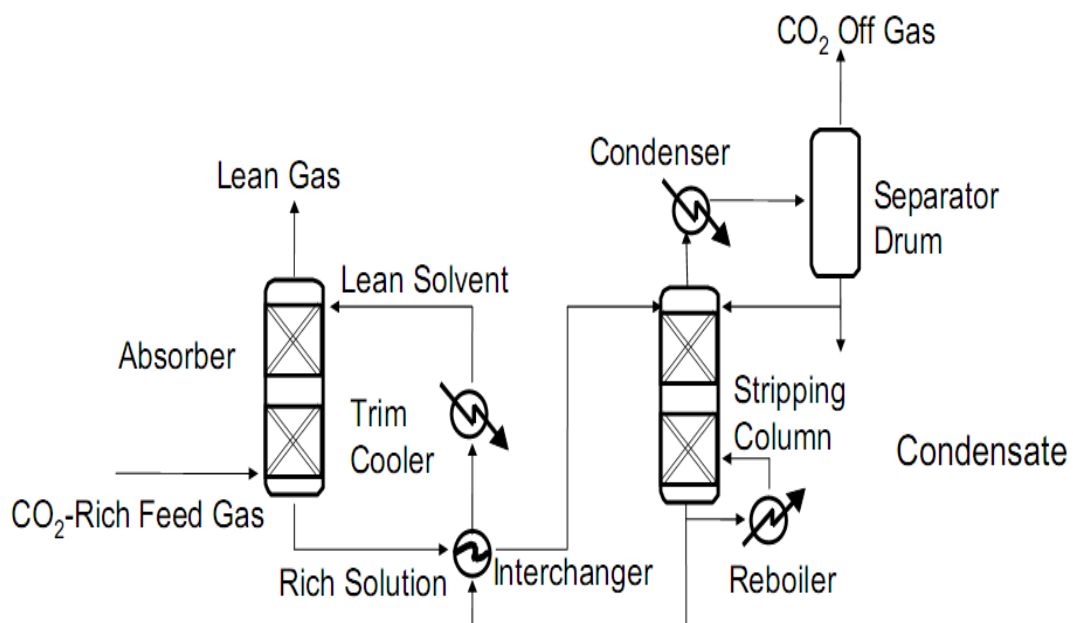 CO₂ Off Gas
Condenser
Lean Gas
Separator
Drum
Lean Solvent
Absorber
Trim
Cooler
Stripping
Column
Condensate
CO₂-Rich Feed Gas
Rich Solution
Interchanger
Reboiler